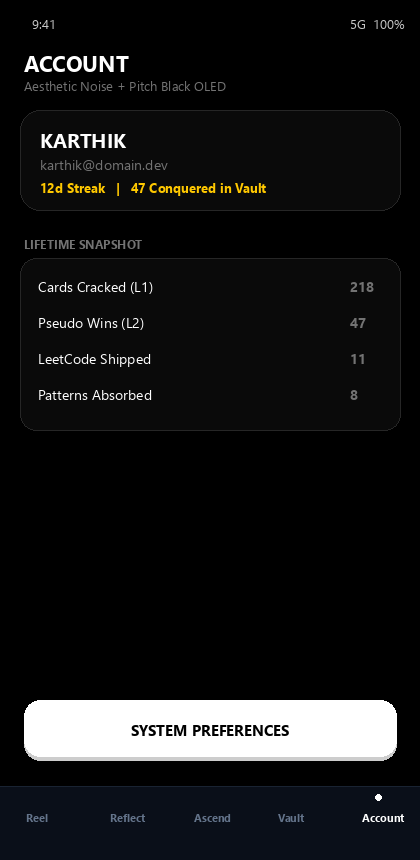 9:41 5G 100%
ACCOUNT
Aesthetic Noise + Pitch Black OLED
KARTHIK
karthik@domain.dev
12d Streak | 47 Conquered in Vault
LIFETIME SNAPSHOT
Cards Cracked (L1) 218
Pseudo Wins (L2) 47
LeetCode Shipped 11
Patterns Absorbed 8
SYSTEM PREFERENCES
Reel Reflect Ascend Vault Account